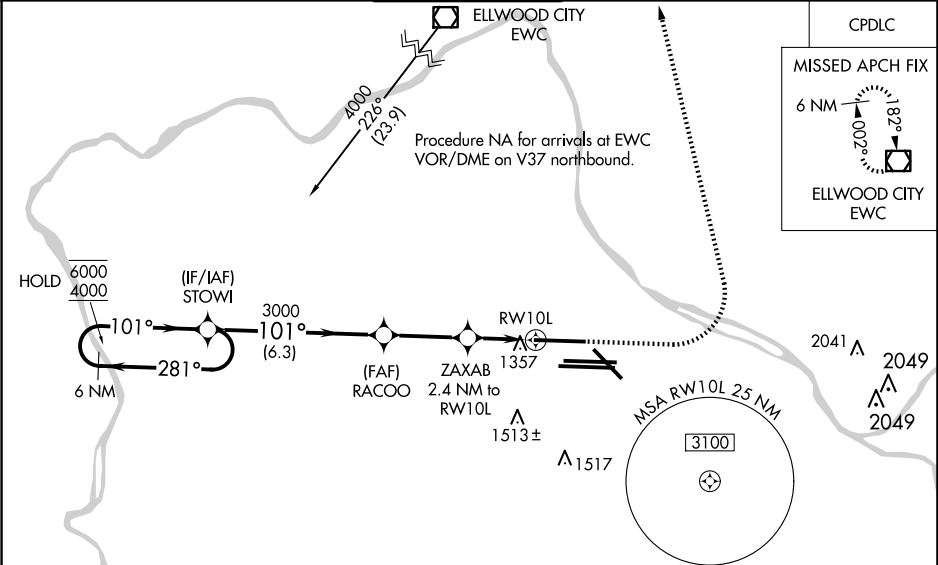 ELLWOOD CITY
EWC
4000
226°
(23.9)
Procedure NA for arrivals at EWC
VOR/DME on V37 northbound.
CPDLC
MISSED APCH FIX
6 NM
182°
002°
ELLWOOD CITY
EWC
HOLD
6000
4000
(IF/IAF)
STOWI
101°
281°
6 NM
3000
101°
(6.3)
(FAF)
RACOO
ZAXAB
2.4 NM to
RW10L
RW10L
1357
1513±
1517
2041
2049
2049
MSA RW10L 25 NM
3100